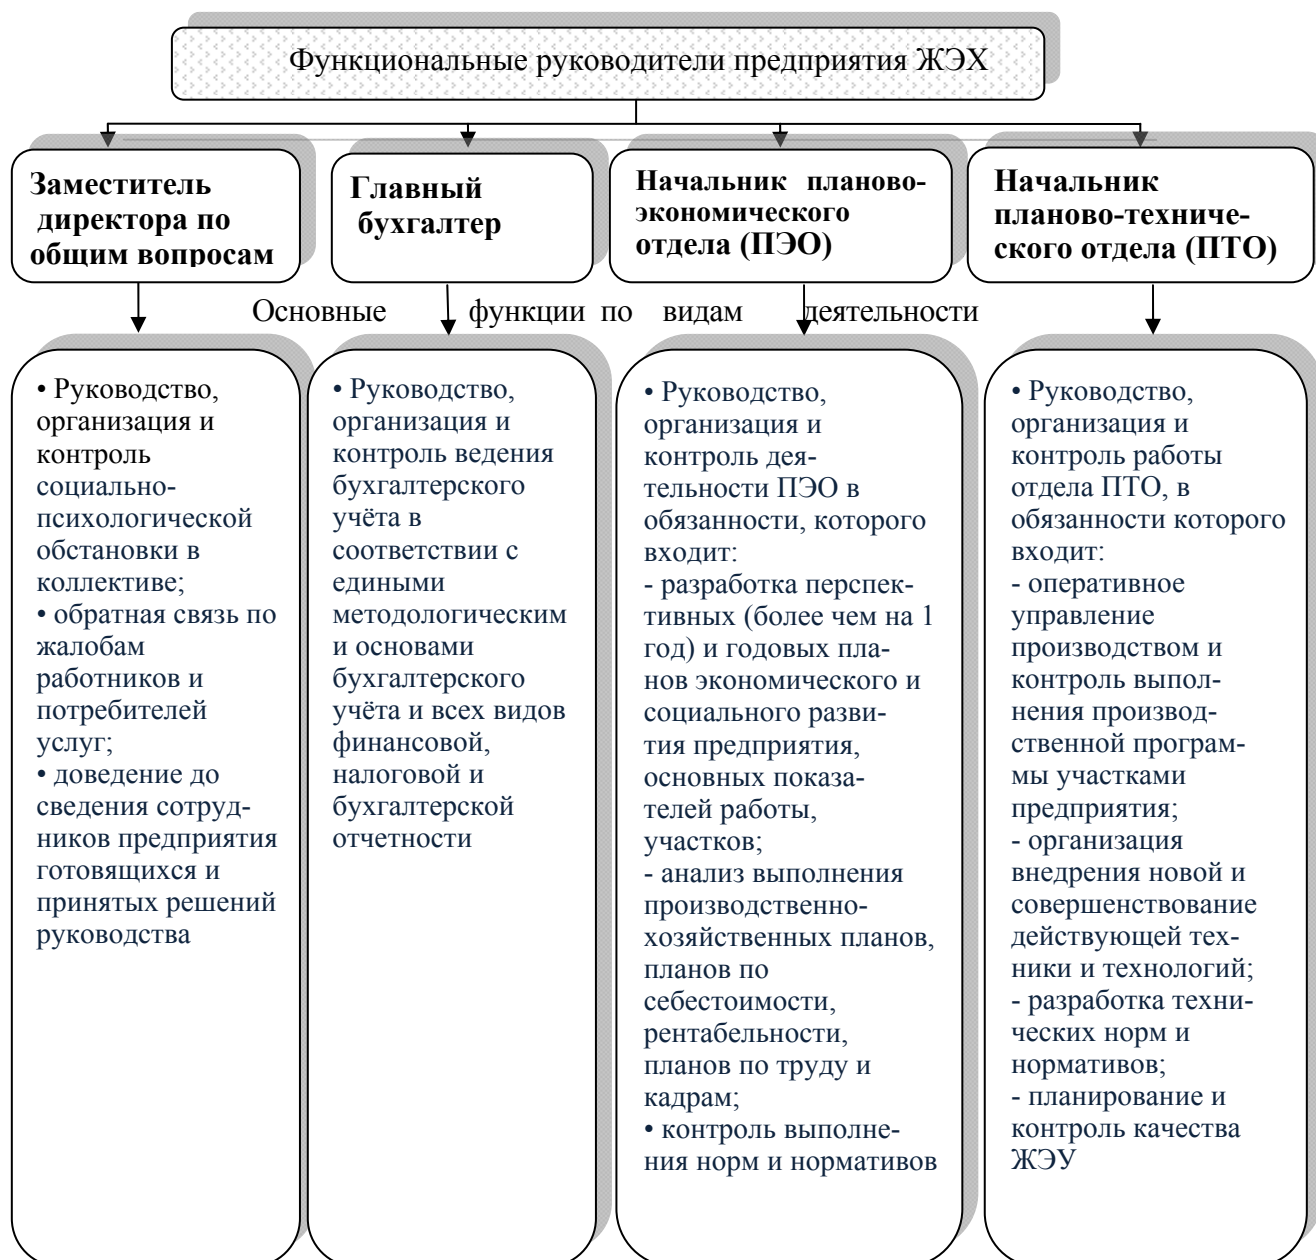 Функциональные руководители предприятия ЖЭХ
Заместитель
директора по
общим вопросам
Главный
бухгалтер
Начальник планово-
экономического
отдела (ПЭО)
Начальник
планово-техниче-
ского отдела (ПТО)
Основные функции по видам деятельности
• Руководство,
организация и
контроль
социально-
психологической
обстановки в
коллективе;
• обратная связь по
жалобам
работников и
потребителей
услуг;
• доведение до
сведения сотруд-
ников предприятия
готовящихся и
принятых решений
руководства
• Руководство,
организация и
контроль ведения
бухгалтерского
учёта в
соответствии с
едиными
методологическим
и основами
бухгалтерского
учёта и всех видов
финансовой,
налоговой и
бухгалтерской
отчетности
• Руководство,
организация и
контроль дея-
тельности ПЭО в
обязанности, которого
входит:
- разработка перспек-
тивных (более чем на 1
год) и годовых пла-
нов экономического и
социального разви-
тия предприятия,
основных показа-
телей работы,
участков;
- анализ выполнения
производственно-
хозяйственных планов,
планов по
себестоимости,
рентабельности,
планов по труду и
кадрам;
• контроль выполне-
ния норм и нормативов
• Руководство,
организация и
контроль работы
отдела ПТО, в
обязанности которого
входит:
- оперативное
управление
производством и
контроль выпол-
нения производ-
ственной програм-
мы участками
предприятия;
- организация
внедрения новой и
совершенствование
действующей тех-
ники и технологий;
- разработка техни-
ческих норм и
нормативов;
- планирование и
контроль качества
ЖЭУ